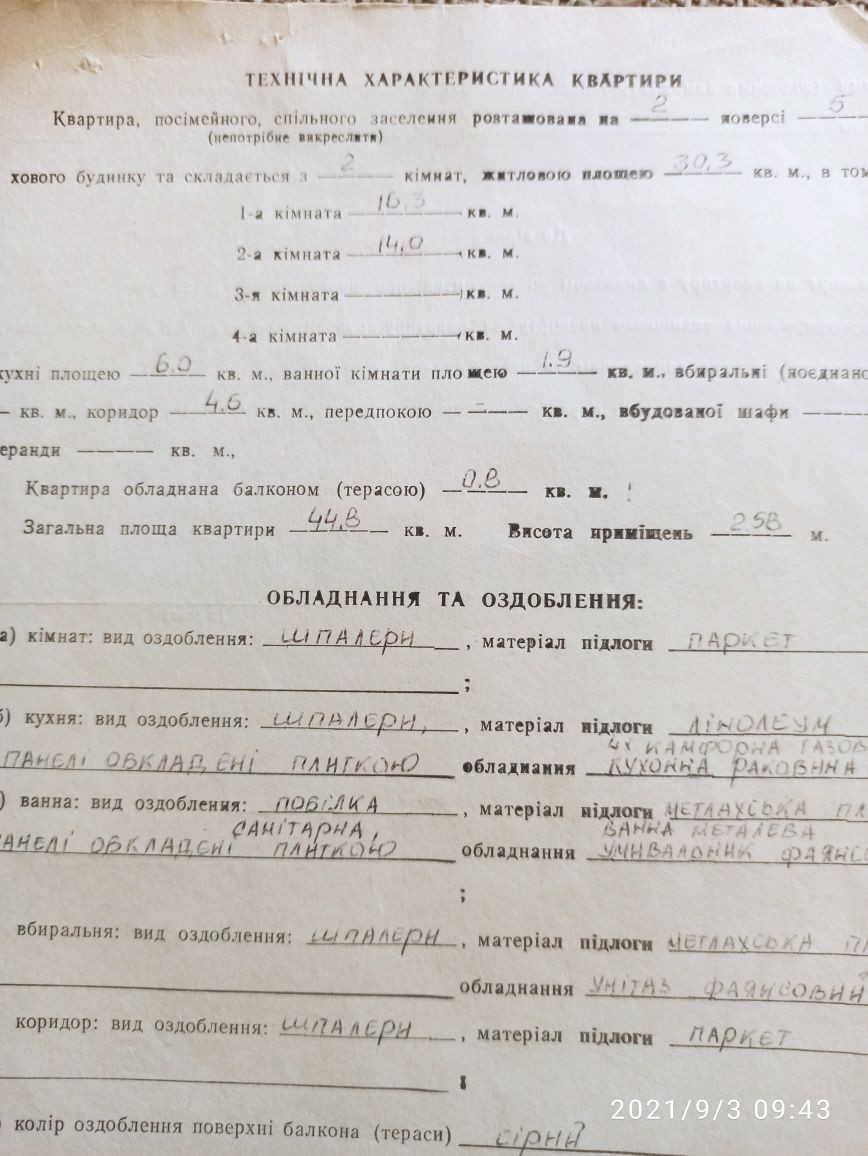 ТЕХНІЧНА ХАРАКТЕРИСТИКА КВАРТИРИ
Квартира, посімейного, спільного заселення розташована на 2 поверсі 5
(непотрібне викреслити)
хового будинку та складається з 2 кімнат, житловою площею 30,3 кв. м., в том
1-а кімната 16,3 кв. м.
2-а кімната 14,0 кв. м.
3-я кімната ———— кв. м.
4-а кімната ———— кв. м.
кухні площею 6.0 кв. м., ванної кімнати площею 1.9 кв. м., вбиральні (поєднано
— кв. м., коридор 4.6 кв. м., передпокою — кв. м., вбудованої шафи ———
еранди ———— кв. м.,
Квартира обладнана балконом (терасою) 0.8 кв. м.
Загальна площа квартири 44,8 кв. м. Висота приміщень 2.58 м.
ОБЛАДНАННЯ ТА ОЗДОБЛЕННЯ:
а) кімнат: вид оздоблення: ШПАЛЕРИ, матеріал підлоги ПАРКЕТ
;
б) кухня: вид оздоблення: ШПАЛЕРИ, , матеріал підлоги ЛІНОЛЕУМ
4х КАМФОРНА ГАЗОВ
ПАНЕЛІ ОБКЛАДЕНІ ПЛИТКОЮ обладнання КУХОННА РАКОВИНА
) ванна: вид оздоблення: ПОБІЛКА, матеріал підлоги МЕТЛАХСЬКА ПЛ
САНІТАРНА, ВАННА МЕТАЛЕВА
АНЕЛІ ОБКЛАДЕНІ ПЛИТКОЮ обладнання УМИВАЛЬНИК ФАЯНСО
;
вбиральня: вид оздоблення: ШПАЛЕРИ, матеріал підлоги МЕТЛАХСЬКА ПЛ
обладнання УНІТАЗ ФАЯНСОВИЙ
коридор: вид оздоблення: ШПАЛЕРИ, матеріал підлоги ПАРКЕТ
;
) колір оздоблення поверхні балкона (тераси) сірий
2021/9/3 09:43